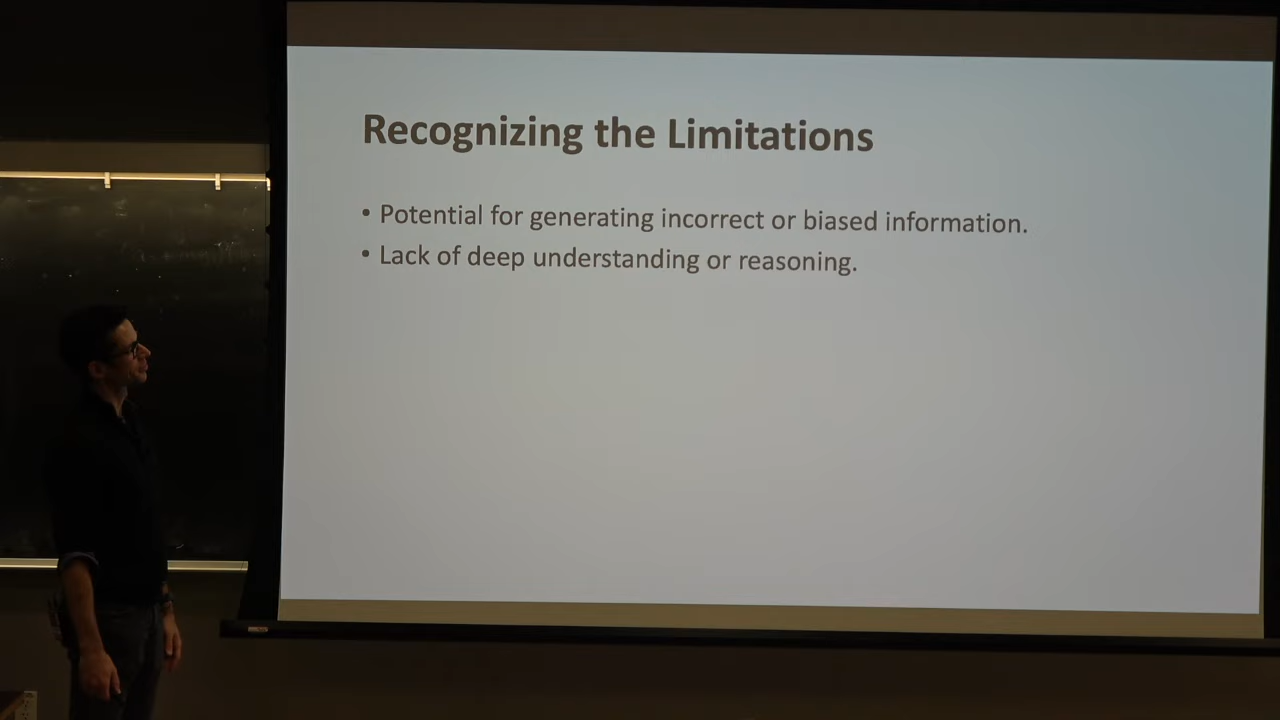 Recognizing the Limitations
• Potential for generating incorrect or biased information.
• Lack of deep understanding or reasoning.